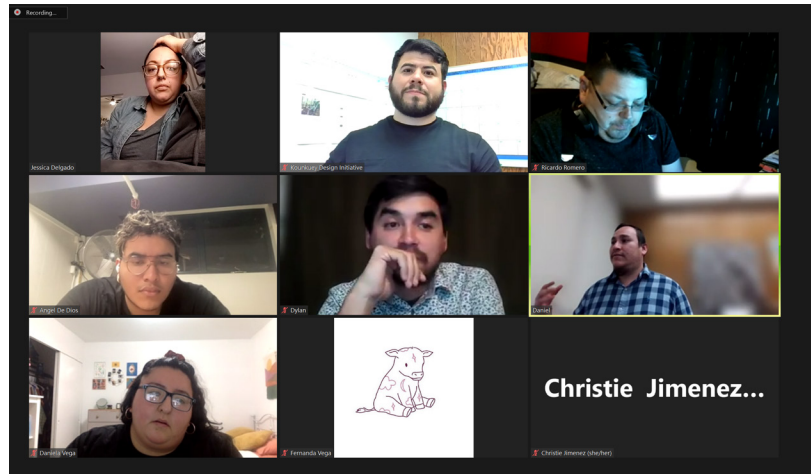 Recording...
Jessica Delgado
Kounkuey Design Initiative
Ricardo Romero
Angel De Dios
Dylan
Daniel
Daniela Vega
Fernanda Vega
Christie Jimenez...
Christie Jimenez (she/her)